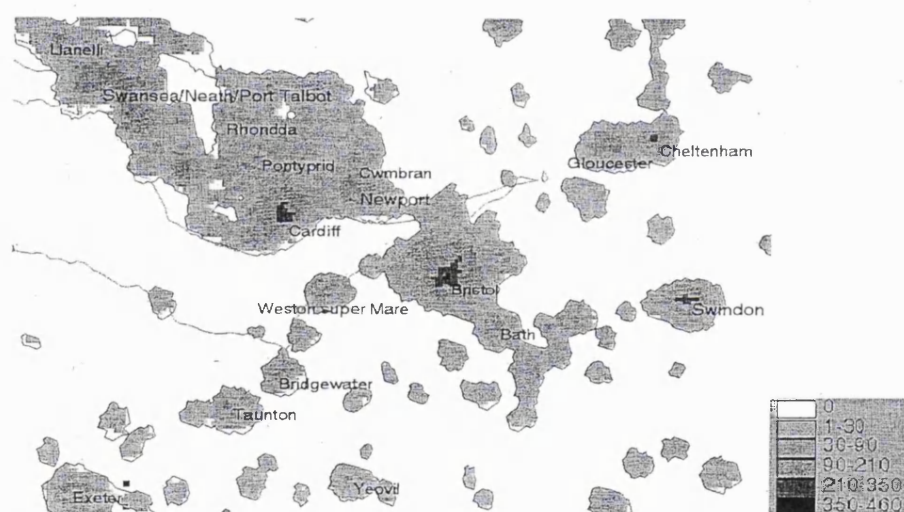 Llanelli
Swansea/Neath/Port Talbot
Rhondda
Pontyprid
Cwmbran
Newport
Cardiff
Gloucester
Cheltenham
Bristol
Weston super Mare
Swindon
Bath
Bridgewater
Taunton
Exeter
Yeovil
0
1-30
30-90
90-210
210-350
350-460